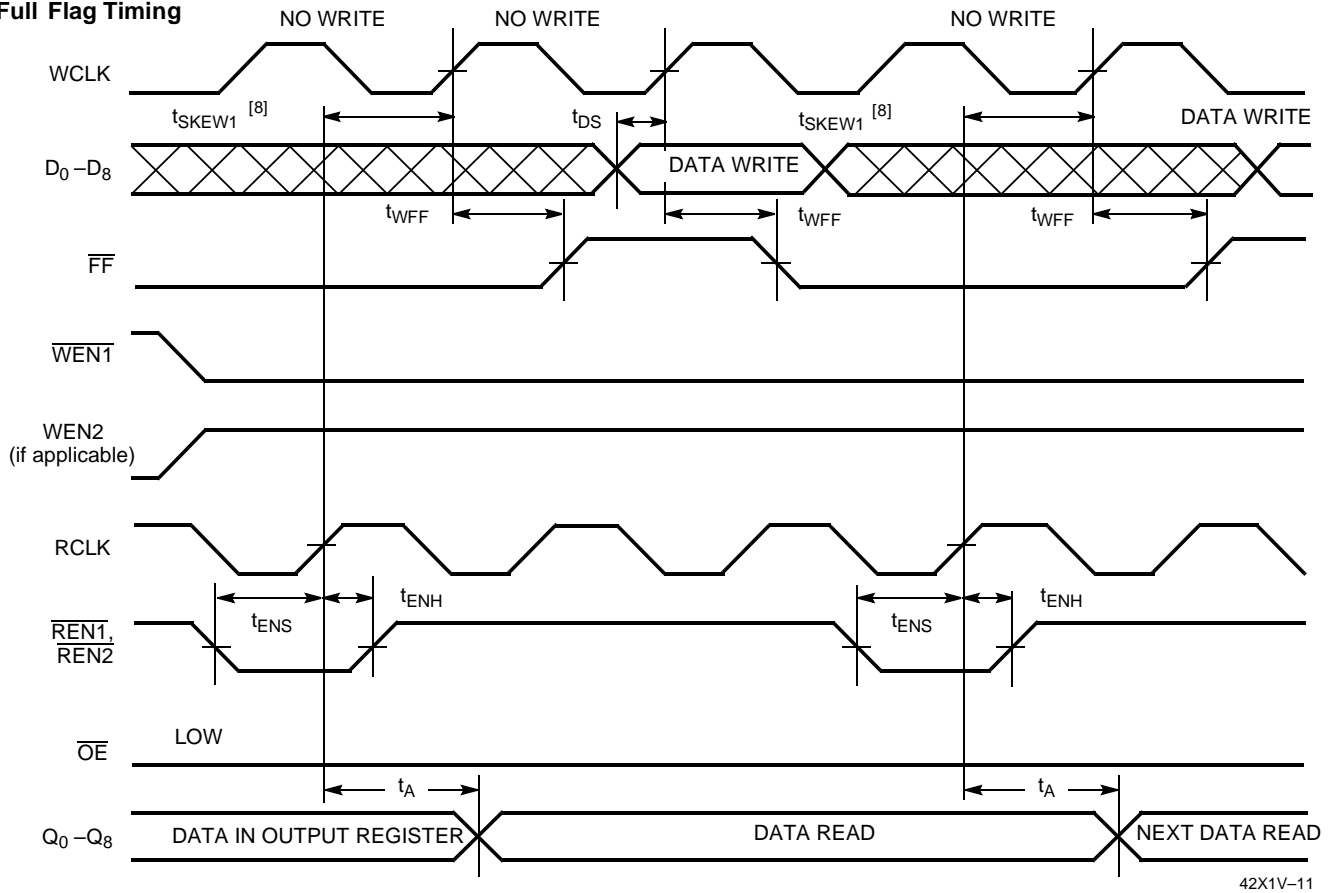 Full Flag Timing
NO WRITE
NO WRITE
NO WRITE
WCLK
tSKEW1 [8]
tDS
tSKEW1 [8]
DATA WRITE
D0 –D8
DATA WRITE
tWFF
tWFF
tWFF
FF
WEN1
WEN2
(if applicable)
RCLK
tENS
tENH
tENS
tENH
REN1,
REN2
OE
LOW
tA
tA
Q0 –Q8
DATA IN OUTPUT REGISTER
DATA READ
NEXT DATA READ
42X1V–11